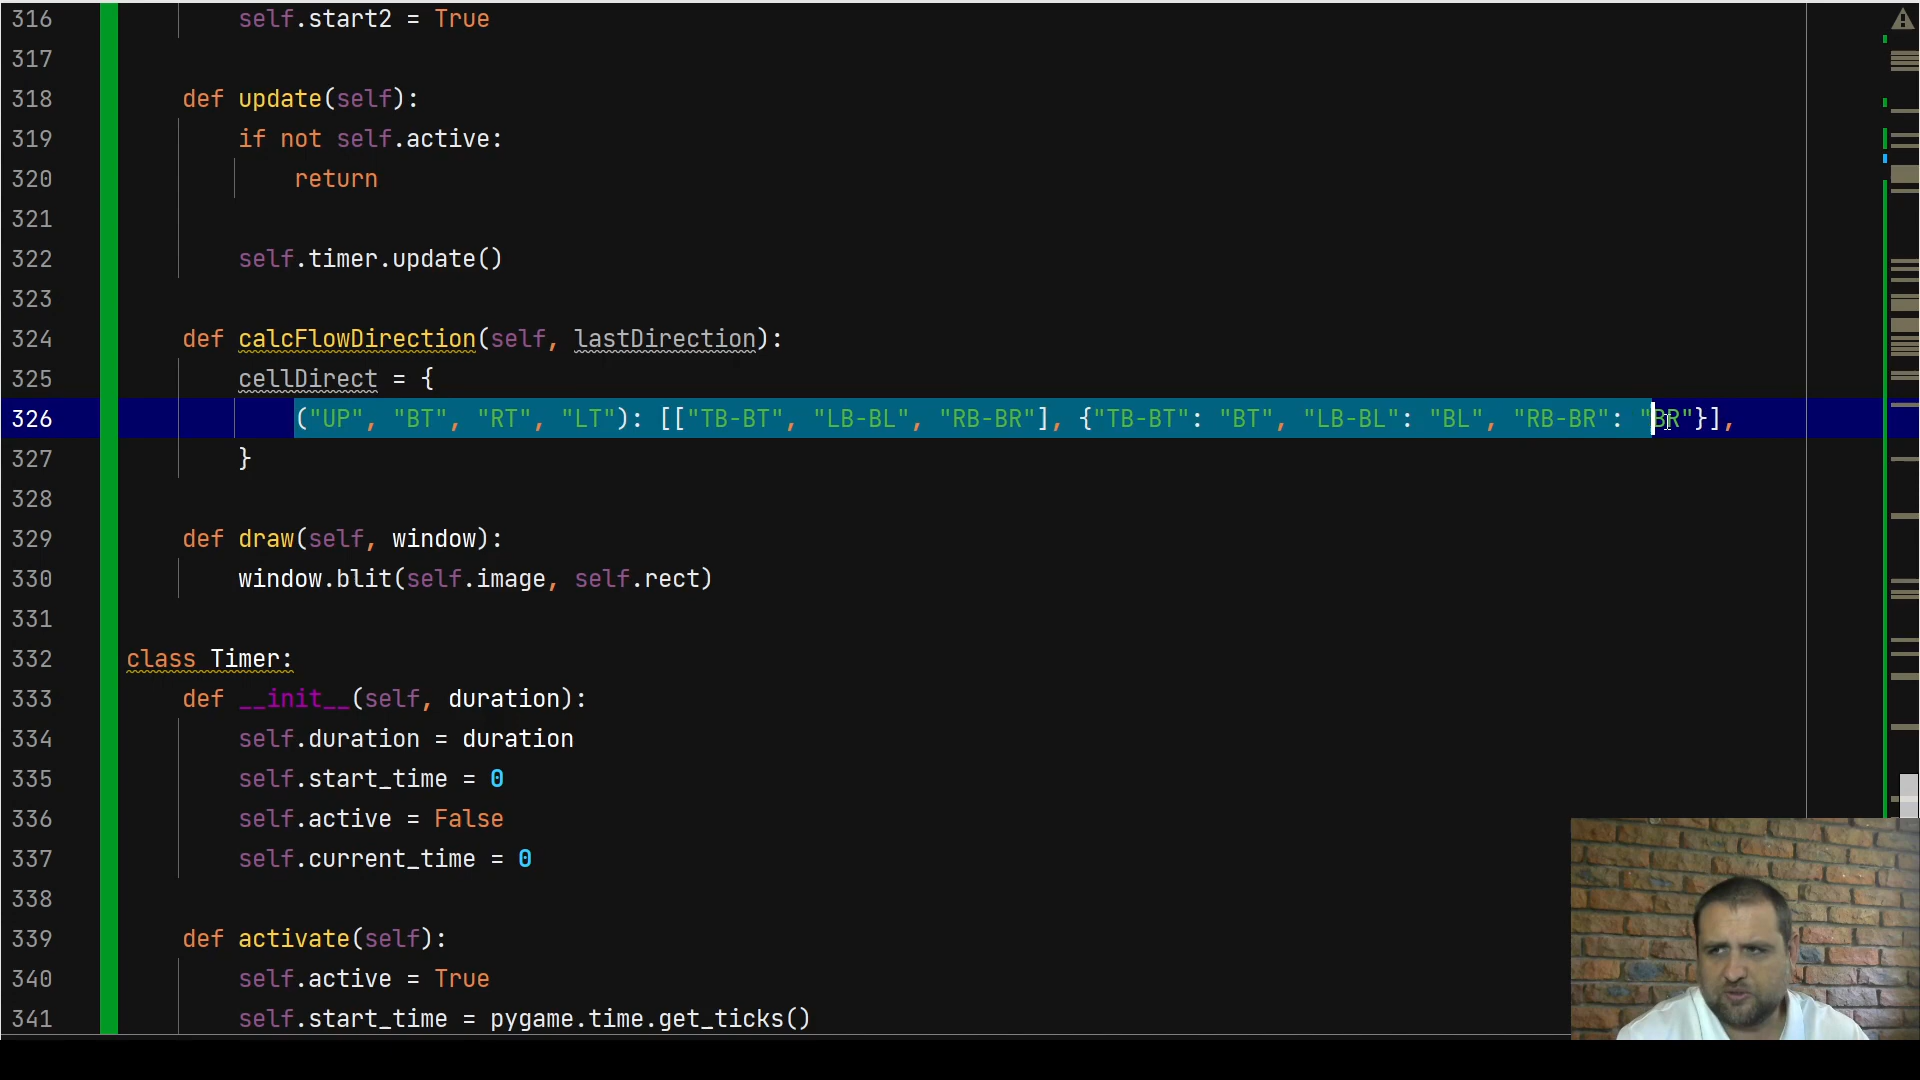 316 self.start2 = True
317
318 def update(self):
319 if not self.active:
320 return
321
322 self.timer.update()
323
324 def calcFlowDirection(self, lastDirection):
325 cellDirect = {
326 ("UP", "BT", "RT", "LT"): [["TB-BT", "LB-BL", "RB-BR"], {"TB-BT": "BT", "LB-BL": "BL", "RB-BR": "BR"}],
327 }
328
329 def draw(self, window):
330 window.blit(self.image, self.rect)
331
332 class Timer:
333 def __init__(self, duration):
334 self.duration = duration
335 self.start_time = 0
336 self.active = False
337 self.current_time = 0
338
339 def activate(self):
340 self.active = True
341 self.start_time = pygame.time.get_ticks()